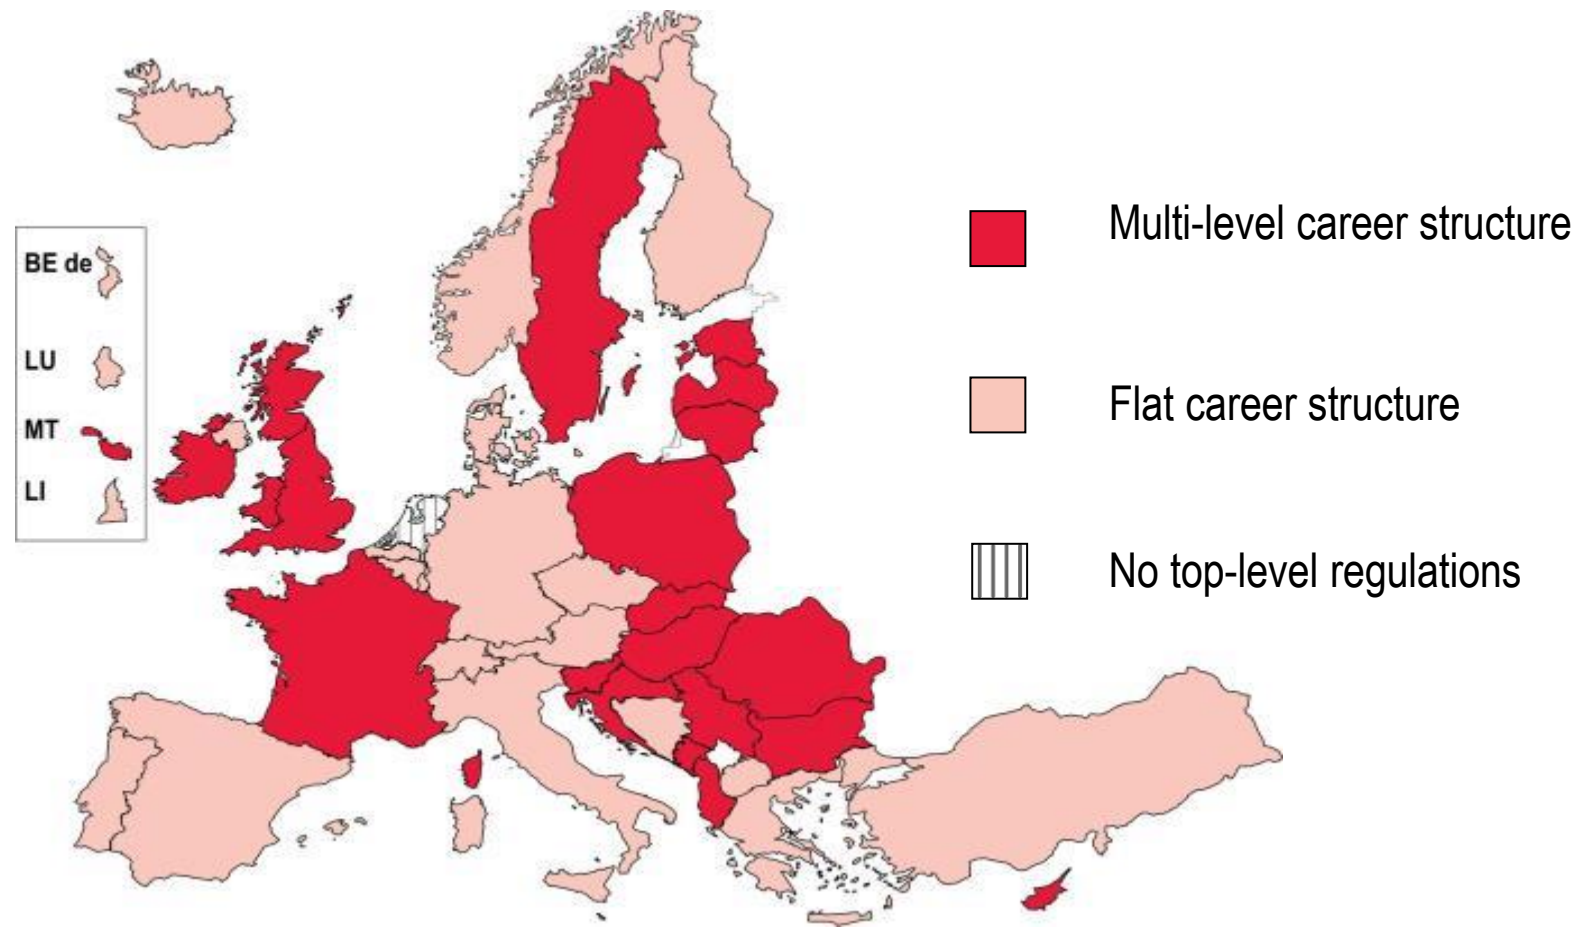 BE de
LU
MT
LI
Multi-level career structure
Flat career structure
No top-level regulations